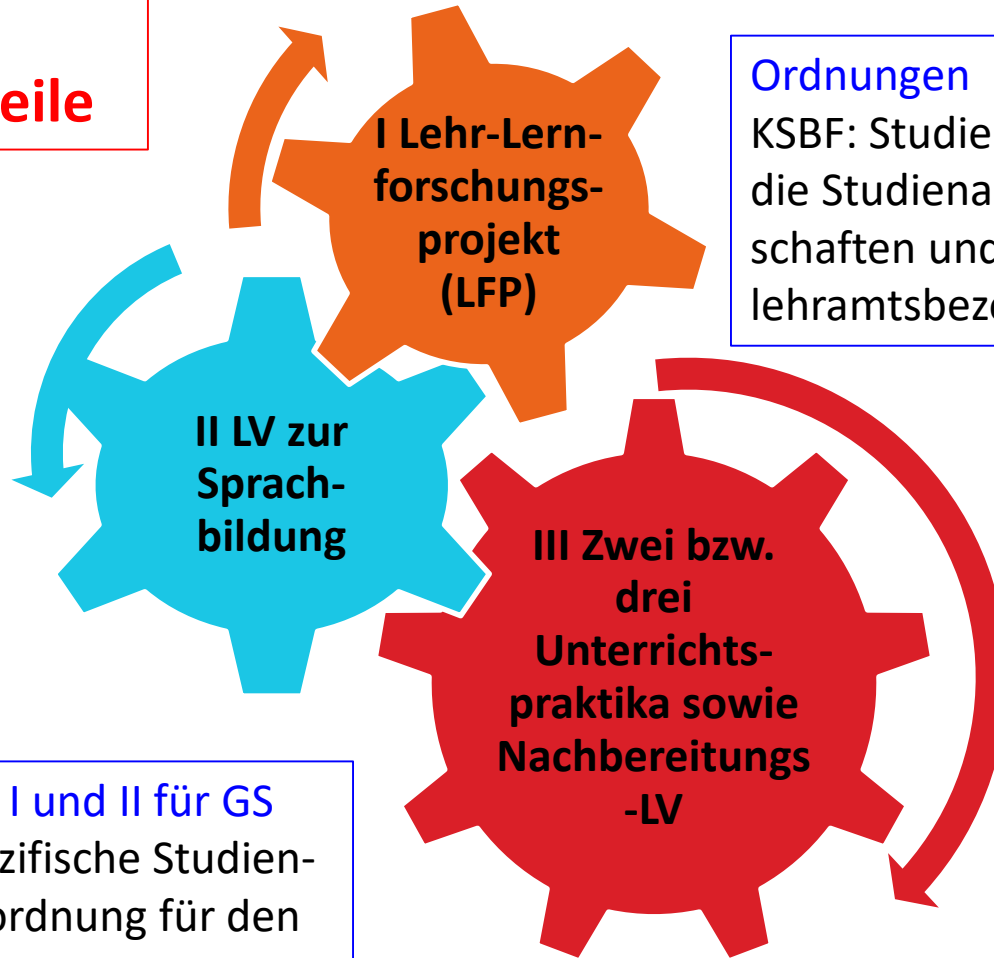 eile
I Lehr-Lern-
forschungs-
projekt
(LFP)
Ordnungen
KSBF: Studie
die Studiena
schaften und
lehramtsbez
II LV zur
Sprach-
bildung
III Zwei bzw.
drei
Unterrichts-
praktika sowie
Nachbereitungs
-LV
I und II für GS
zifische Studien-
ordnung für den